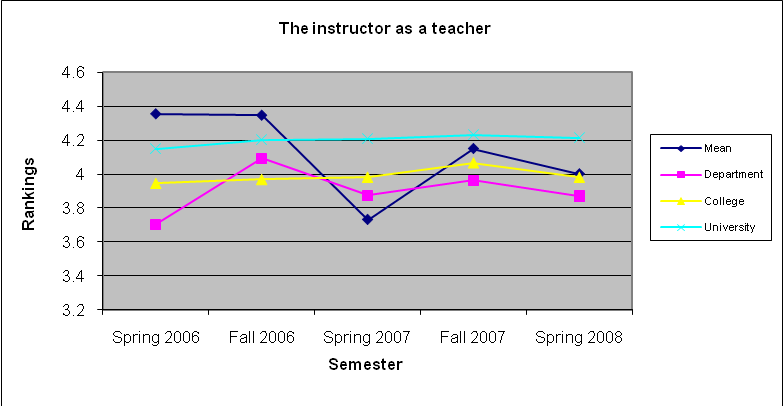 The instructor as a teacher
4.6
4.4
4.2
4
3.8
3.6
3.4
3.2
Rankings
Spring 2006
Fall 2006
Spring 2007
Fall 2007
Spring 2008
Semester
Mean
Department
College
University